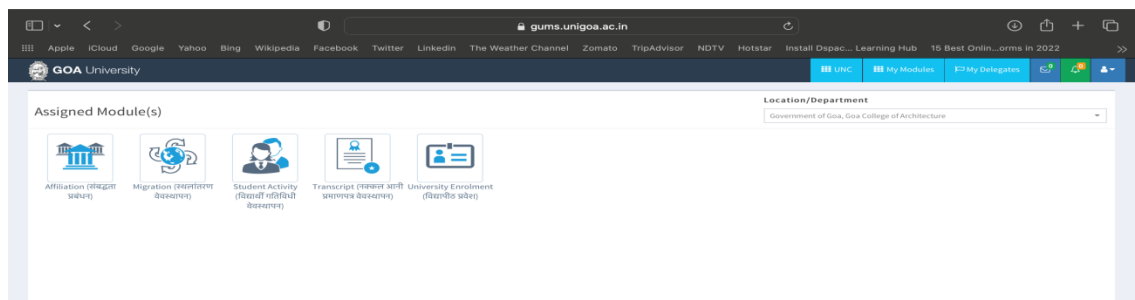 gums.unigoa.ac.in
Apple iCloud Google Yahoo Bing Wikipedia Facebook Twitter Linkedin The Weather Channel Zomato TripAdvisor NDTV Hotstar Install Dspac... Learning Hub 15 Best Onlin...orms in 2022
GOA University
UNC My Modules My Delegates 0 0
Assigned Module(s)
Location/Department
Government of Goa, Goa College of Architecture
Affiliation (संबद्धता
प्रबंधन)
Migration (स्थलांतरण
वेवस्थापन)
Student Activity
(विद्यार्थी गतिविधी
वेवस्थापन)
Transcript (नक्कल आनी
प्रमाणपत्र वेवस्थापन)
University Enrolment
(विद्यापीठ प्रवेश)